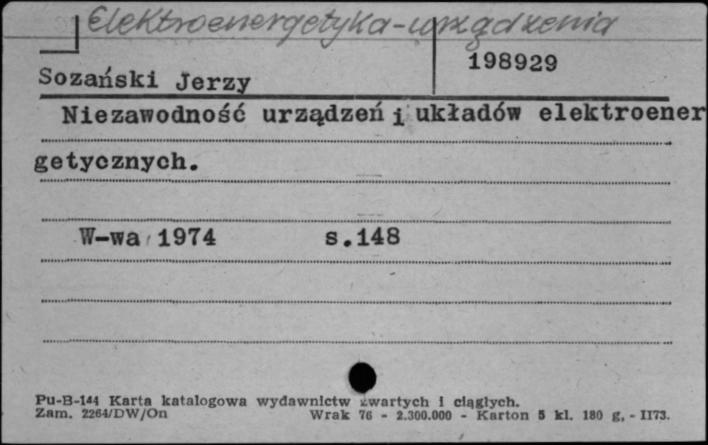 Elektroenergetyka-urządzenia
198929
Sozański Jerzy
Niezawodność urządzeń i układów elektroener
getycznych.
W-wa 1974 s.148
Pu-B-144 Karta katalogowa wydawnictw zwartych i ciągłych.
Zam. 2264/DW/On Wrak 76 - 2.300.000 - Karton 5 kl. 180 g, - II73.